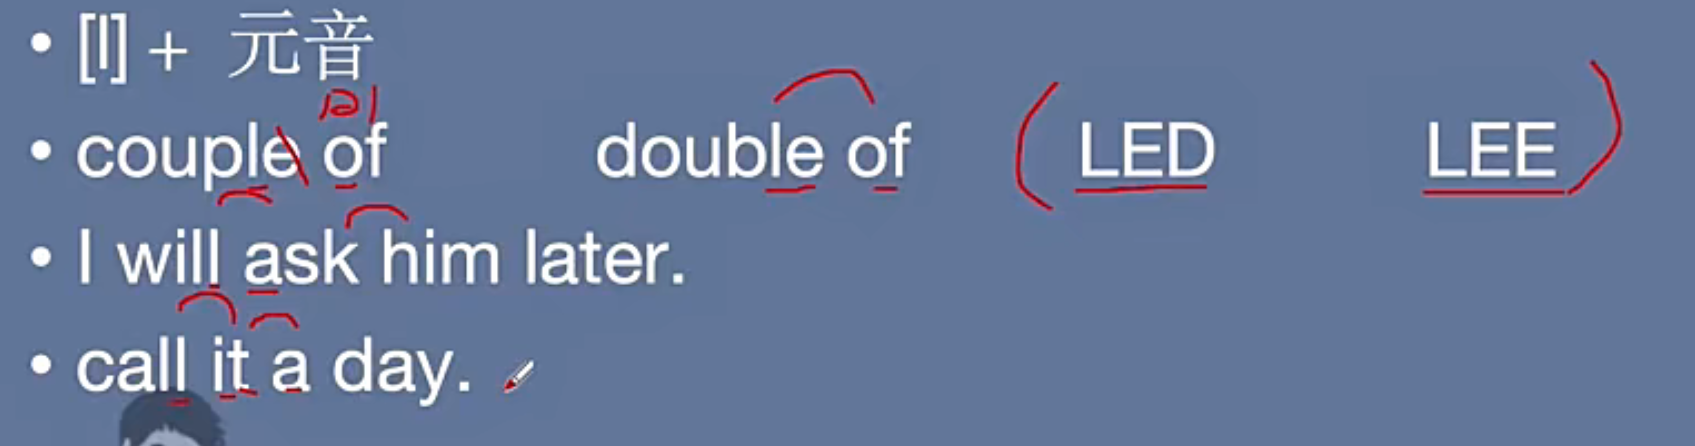 • [l] + 元音
• couple of double of LED LEE
• I will ask him later.
• call it a day.